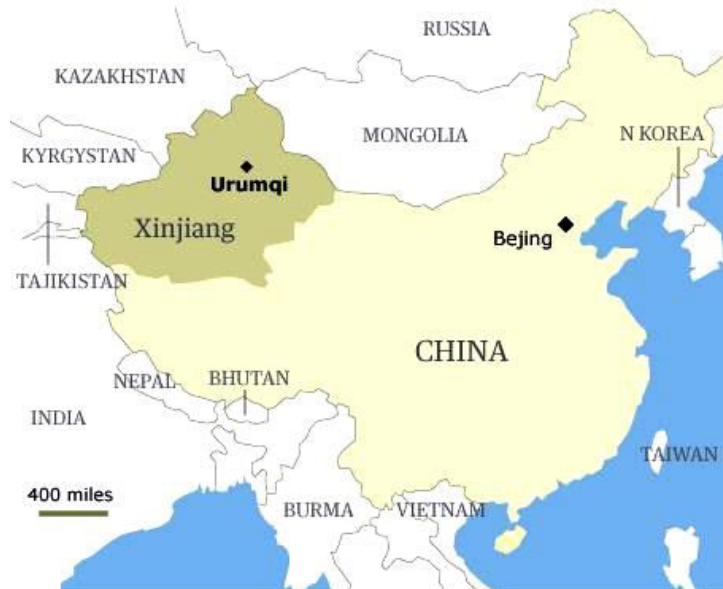 RUSSIA
KAZAKHSTAN
MONGOLIA
N KOREA
KYRGYSTAN
Urumqi
Xinjiang
Bejing
TAJIKISTAN
CHINA
NEPAL
BHUTAN
INDIA
TAIWAN
400 miles
BURMA
VIETNAM